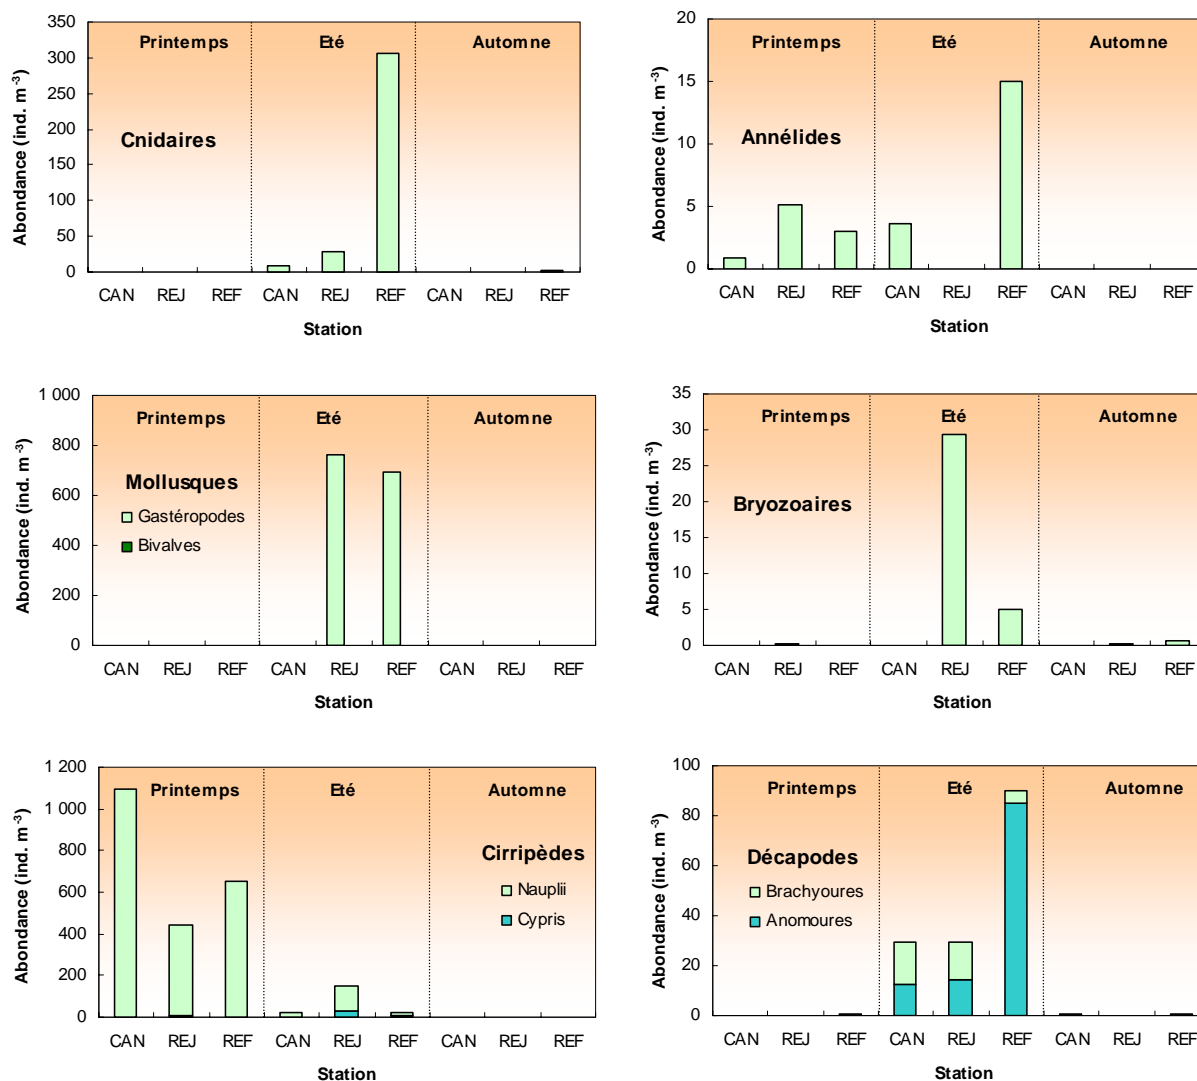 350
300
250
200
150
100
50
0
Abondance (ind. m-3)
Printemps Eté Automne
Cnidaires
CAN REJ REF CAN REJ REF CAN REJ REF
Station
20
15
10
5
0
Abondance (ind. m-3)
Printemps Eté Automne
Annélides
CAN REJ REF CAN REJ REF CAN REJ REF
Station
1 000
800
600
400
200
0
Abondance (ind. m-3)
Printemps Eté Automne
Mollusques
Gastéropodes
Bivalves
CAN REJ REF CAN REJ REF CAN REJ REF
Station
35
30
25
20
15
10
5
0
Abondance (ind. m-3)
Printemps Eté Automne
Bryozoaires
CAN REJ REF CAN REJ REF CAN REJ REF
Station
1 200
1 000
800
600
400
200
0
Abondance (ind. m-3)
Printemps Eté Automne
Cirripèdes
Nauplii
Cypris
CAN REJ REF CAN REJ REF CAN REJ REF
Station
100
80
60
40
20
0
Abondance (ind. m-3)
Printemps Eté Automne
Décapodes
Brachyoures
Anomoures
CAN REJ REF CAN REJ REF CAN REJ REF
Station